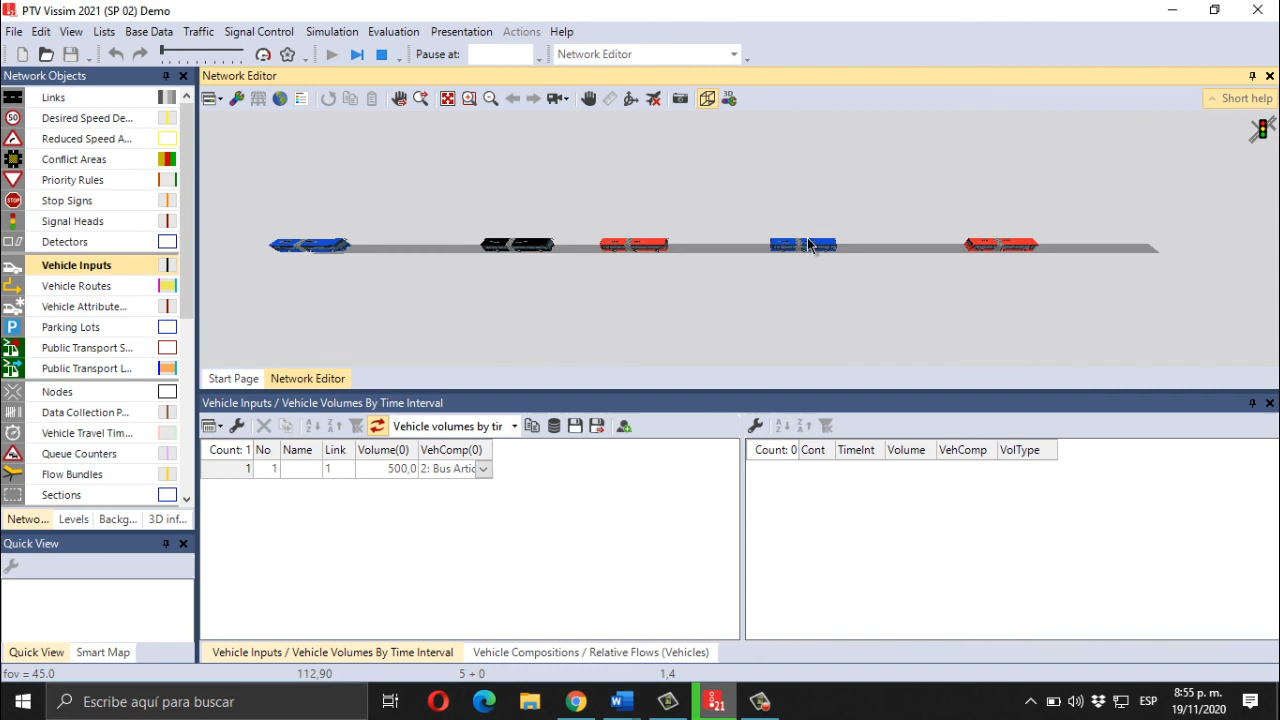 PTV Vissim 2021 (SP 02) Demo
File Edit View Lists Base Data Traffic Signal Control Simulation Evaluation Presentation Actions Help
Pause at: Network Editor
Network Objects
Network Editor
Links
Short help
50 Desired Speed De...
Reduced Speed A...
Conflict Areas
Priority Rules
STOP Stop Signs
Signal Heads
Detectors
Vehicle Inputs
Vehicle Routes
Vehicle Attribute...
P Parking Lots
Public Transport S...
Public Transport L...
Start Page Network Editor
Nodes
Data Collection P...
Vehicle Travel Tim...
Queue Counters
Flow Bundles
Sections
Netwo... Levels Backg... 3D inf...
Vehicle Inputs / Vehicle Volumes By Time Interval
Vehicle volumes by tir
Count: 1 No Name Link Volume(0) VehComp(0)
1 1 1 500,0 2: Bus Artic
Count: 0 Cont TimeInt Volume VehComp VolType
Quick View
Quick View Smart Map
Vehicle Inputs / Vehicle Volumes By Time Interval Vehicle Compositions / Relative Flows (Vehicles)
fov = 45.0 112,90 5 + 0 1,4
Escribe aquí para buscar
21
ESP
8:55 p. m.
19/11/2020